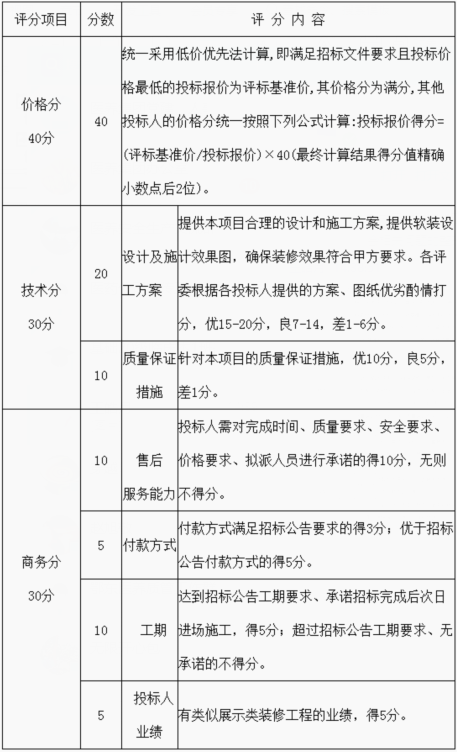 评分项目 分数 评 分 内 容
价格分
40分
40
统一采用低价优先法计算,即满足招标文件要求且投标价
格最低的投标报价为评标基准价,其价格分为满分,其他
投标人的价格分统一按照下列公式计算:投标报价得分=
(评标基准价/投标报价)×40(最终计算结果得分值精确
小数点后2位)。
技术分
30分
20
设计及施
工方案
提供本项目合理的设计和施工方案,提供软装设
计效果图，确保装修效果符合甲方要求。各评
委根据各投标人提供的方案、图纸优劣酌情打
分，优15-20分，良7-14，差1-6分。
10
质量保证
措施
针对本项目的质量保证措施，优10分，良5分，
差1分。
商务分
30分
10
售后
服务能力
投标人需对完成时间、质量要求、安全要求、
价格要求、拟派人员进行承诺的得10分，无则
不得分。
5
付款方式
付款方式满足招标公告要求的得3分；优于招标
公告付款方式的得5分。
10
工期
达到招标公告工期要求、承诺招标完成后次日
进场施工，得5分；超过招标公告工期要求、无
承诺的不得分。
5
投标人
业绩
有类似展示类装修工程的业绩，得5分。